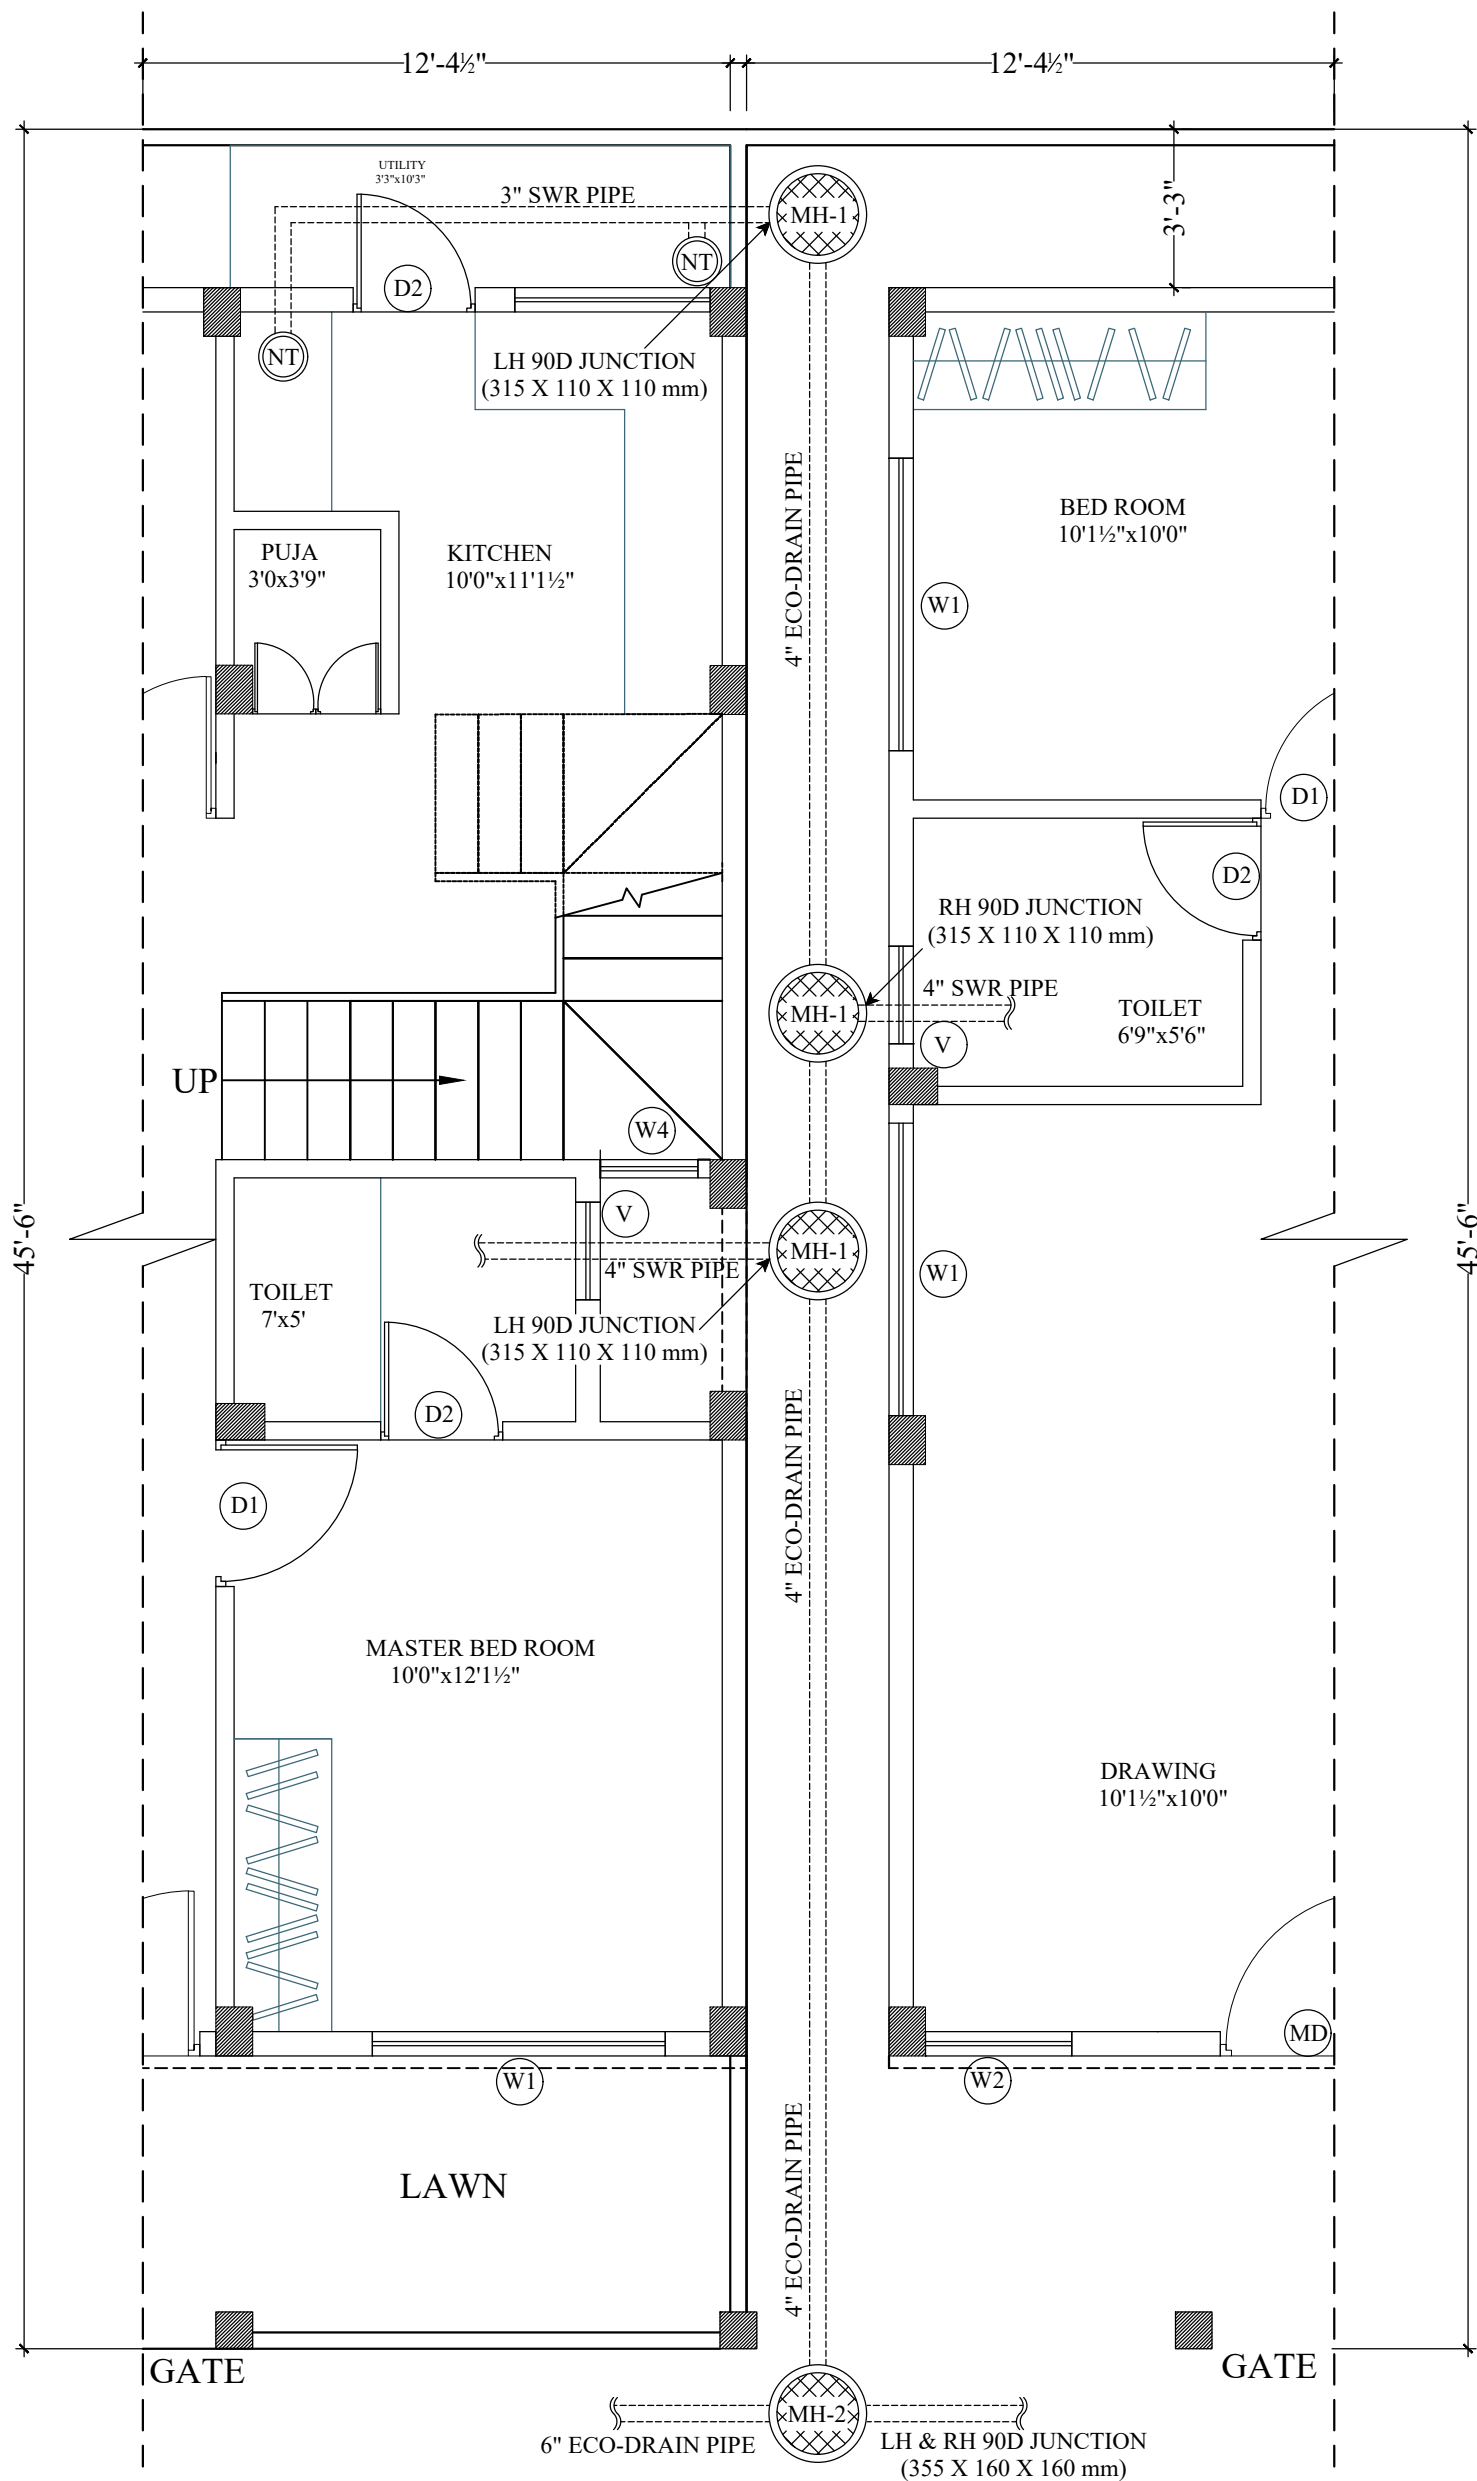 12'-4½"
12'-4½"
UTILITY
3'3"x10'3"
3" SWR PIPE
MH-1
3'-3"
NT
D2
NT
LH 90D JUNCTION
(315 X 110 X 110 mm)
4" ECO-DRAIN PIPE
BED ROOM
10'1½"x10'0"
PUJA
3'0x3'9"
KITCHEN
10'0"x11'1½"
W1
D1
D2
RH 90D JUNCTION
(315 X 110 X 110 mm)
4" SWR PIPE
MH-1
TOILET
6'9"x5'6"
V
UP
W4
V
45'-6"
45'-6"
MH-1
4" SWR PIPE
W1
TOILET
7'x5'
LH 90D JUNCTION
(315 X 110 X 110 mm)
D2
4" ECO-DRAIN PIPE
D1
MASTER BED ROOM
10'0"x12'1½"
DRAWING
10'1½"x10'0"
MD
W1
W2
4" ECO-DRAIN PIPE
LAWN
GATE
GATE
MH-2
6" ECO-DRAIN PIPE
LH & RH 90D JUNCTION
(355 X 160 X 160 mm)